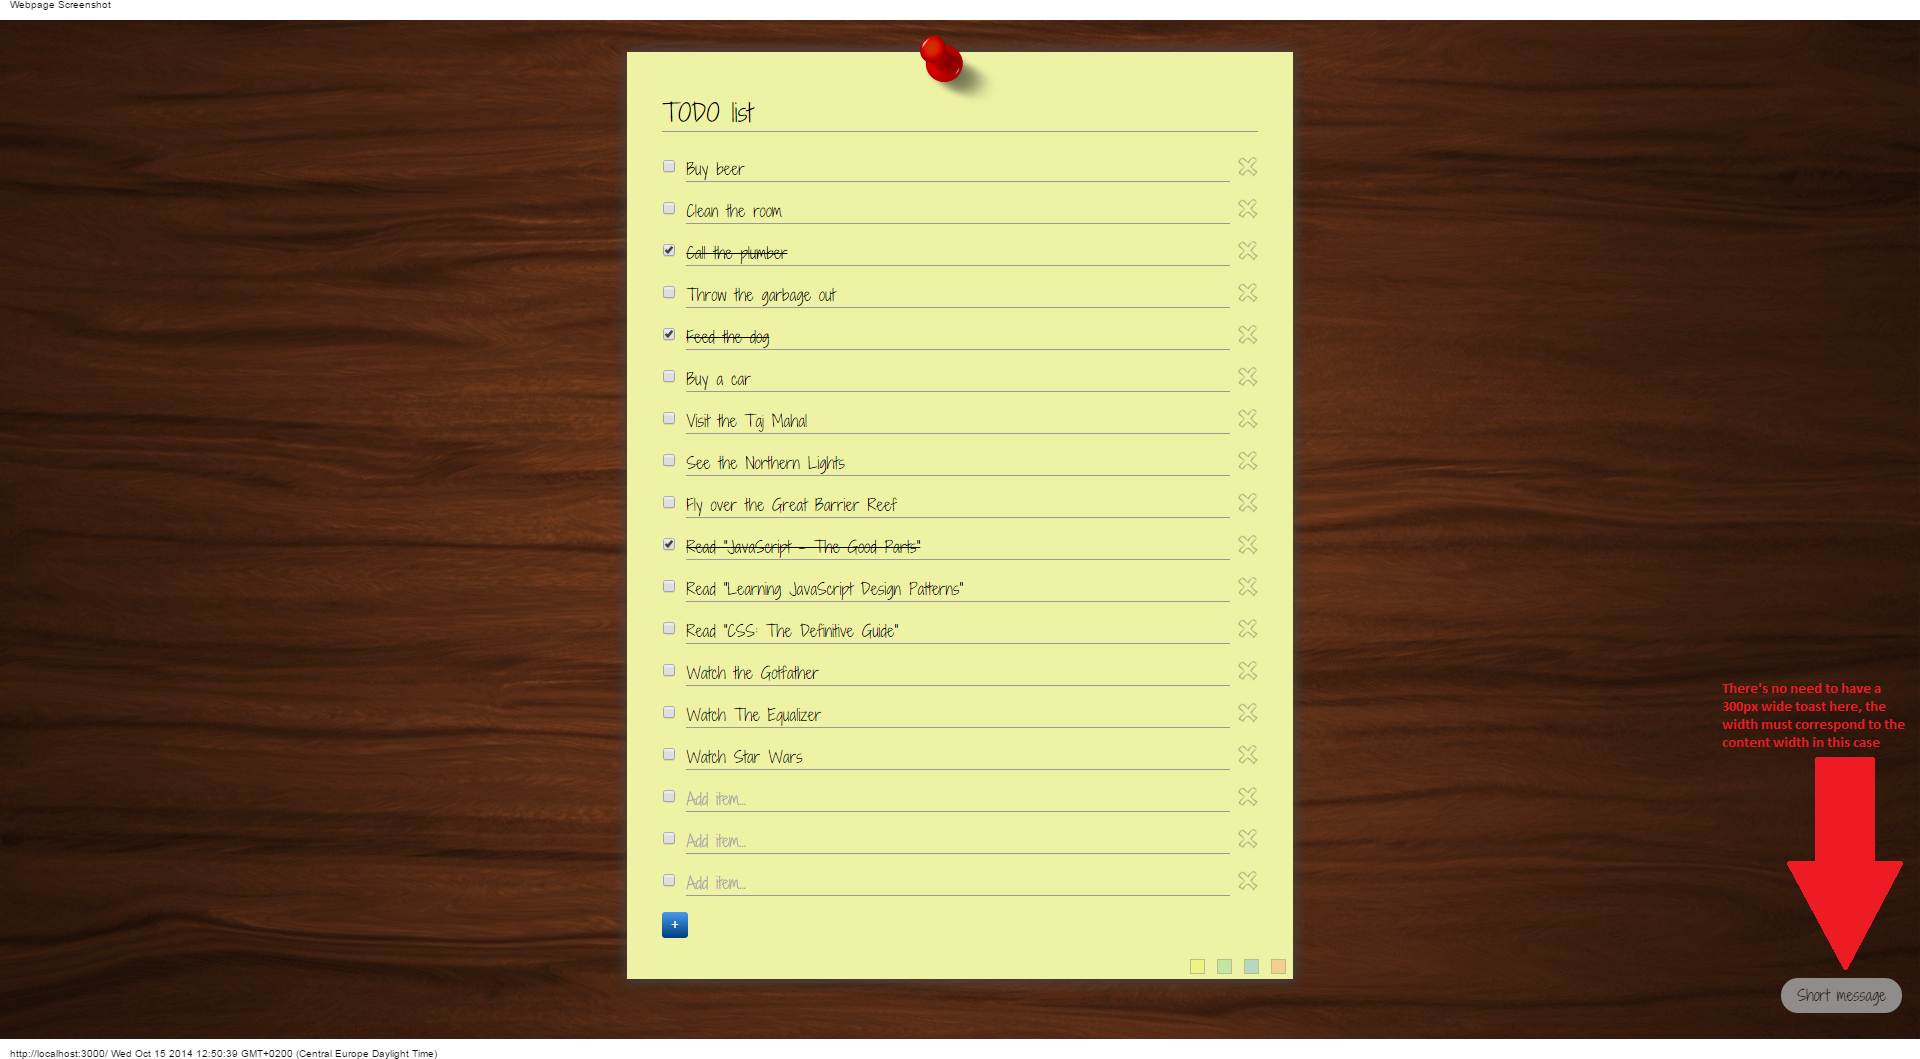 Webpage Screenshot
TODO list
Buy beer
Clean the room
Call the plumber
Throw the garbage out
Feed the dog
Buy a car
Visit the Taj Mahal
See the Northern Lights
Fly over the Great Barrier Reef
Read "JavaScript - The Good Parts"
Read "Learning JavaScript Design Patterns"
Read "CSS: The Definitive Guide"
Watch the Gotfather
Watch The Equalizer
Watch Star Wars
Add item...
Add item...
Add item...
+
There's no need to have a
300px wide toast here, the
width must correspond to the
content width in this case
Short message
http://localhost:3000/ Wed Oct 15 2014 12:50:39 GMT+0200 (Central Europe Daylight Time)